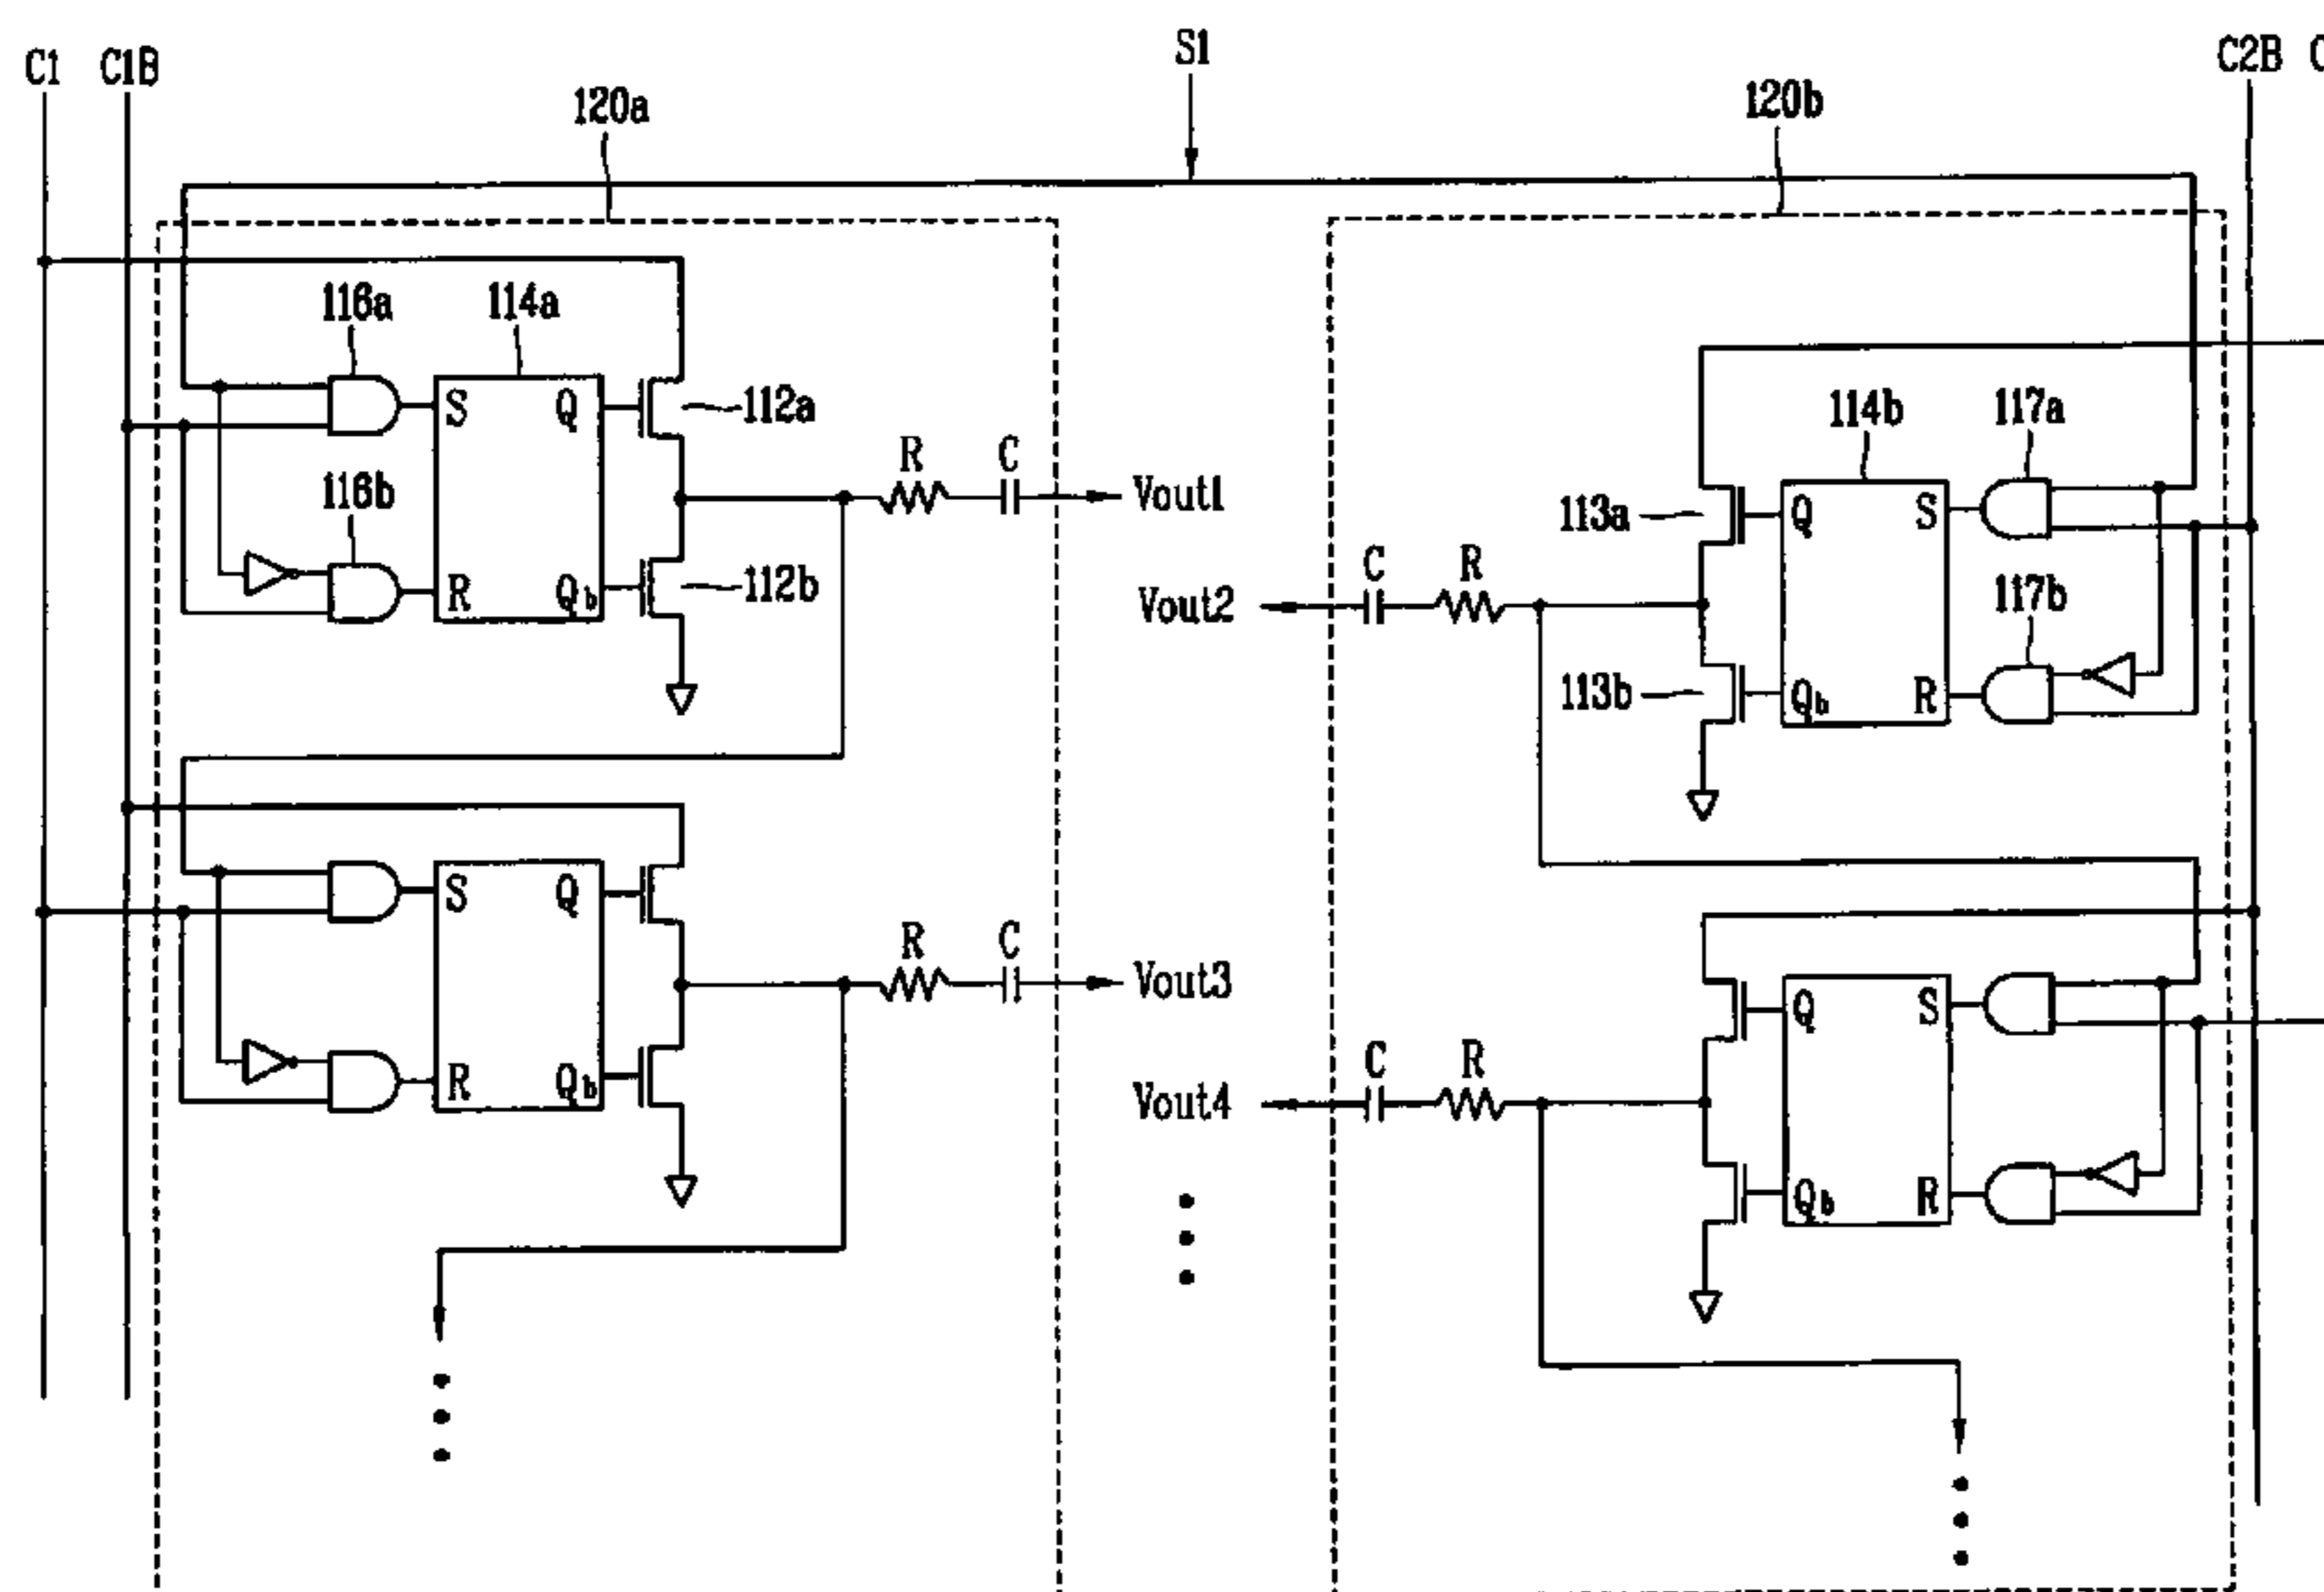 C1 C1B S1 C2B C
120a 120b
116a 114a
S Q 112a
114b 117a
R C Vout1
116b
113a Q S
R Qb 112b
Vout2 C R
117b
113b Qb R
S Q
R C Vout3
Q S
C R
Vout4
R Qb
Qb R